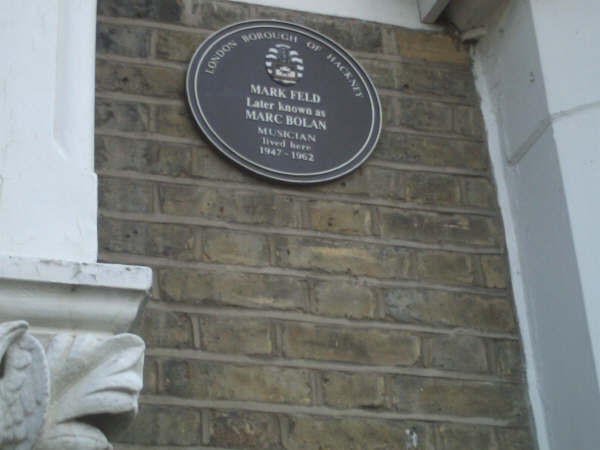 LONDON BOROUGH OF HACKNEY
MARK FELD
Later known as
MARC BOLAN
MUSICIAN
lived here
1947 - 1962